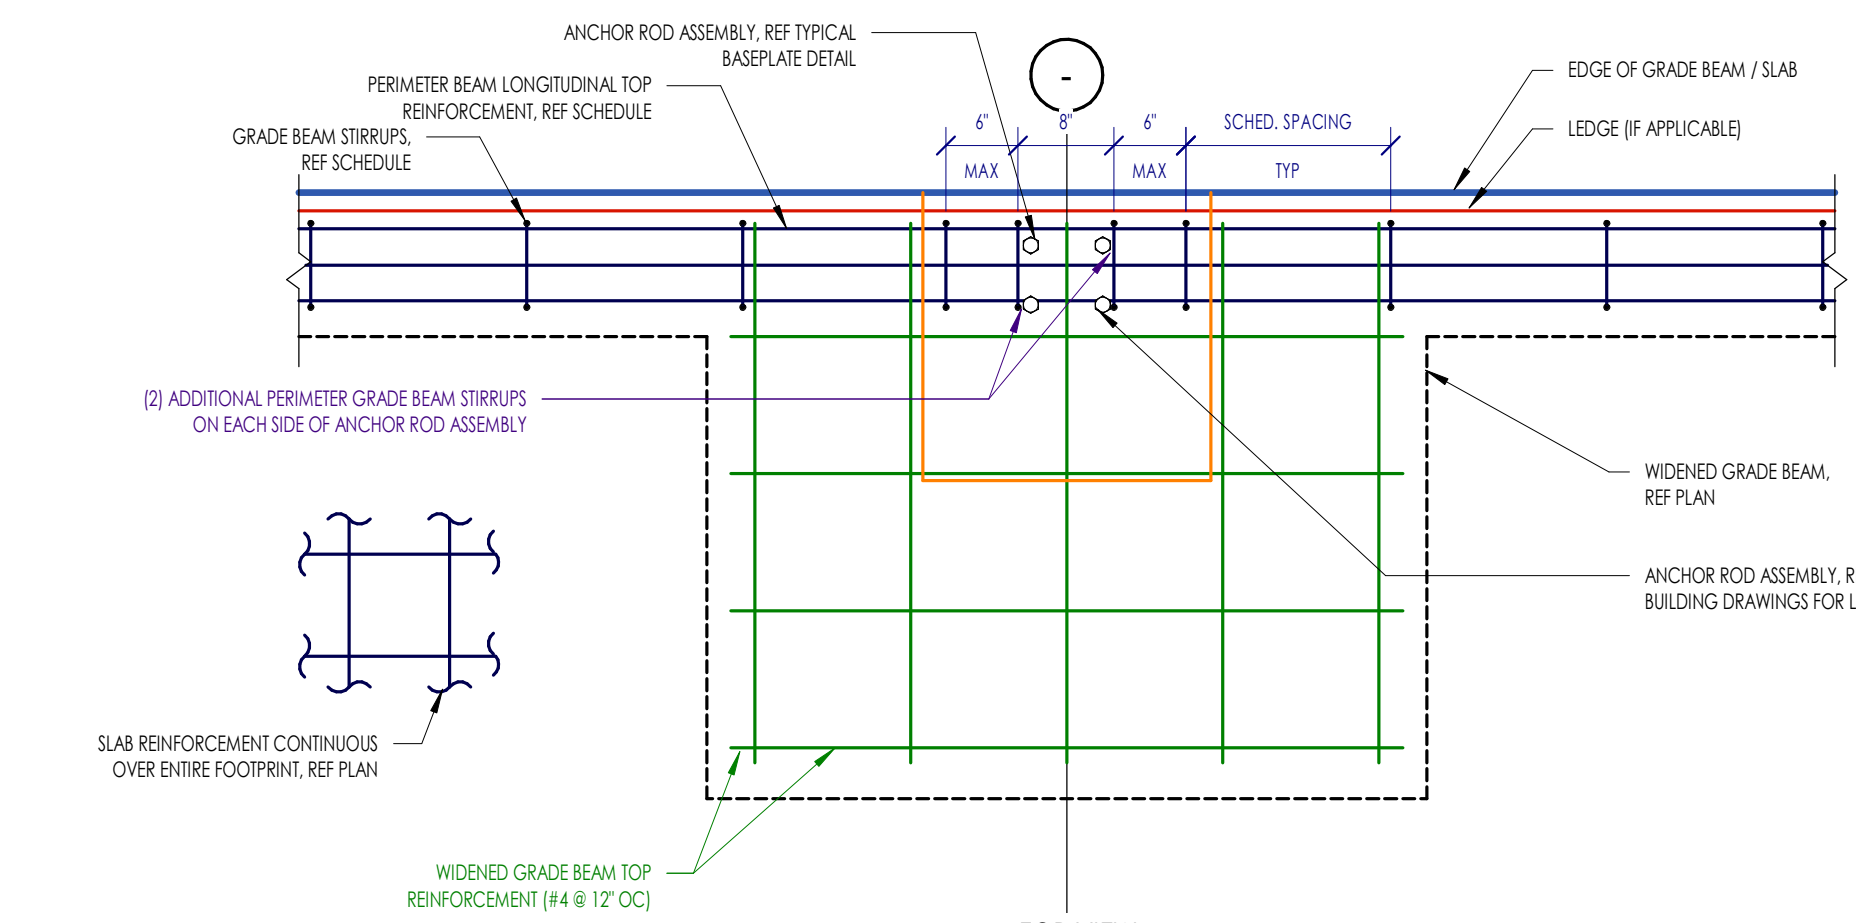 ANCHOR ROD ASSEMBLY, REF TYPICAL
BASEPLATE DETAIL
PERIMETER BEAM LONGITUDINAL TOP
REINFORCEMENT, REF SCHEDULE
GRADE BEAM STIRRUPS,
REF SCHEDULE
-
6" 8" 6" SCHED. SPACING
MAX MAX TYP
EDGE OF GRADE BEAM / SLAB
LEDGE (IF APPLICABLE)
(2) ADDITIONAL PERIMETER GRADE BEAM STIRRUPS
ON EACH SIDE OF ANCHOR ROD ASSEMBLY
WIDENED GRADE BEAM,
REF PLAN
ANCHOR ROD ASSEMBLY, R
BUILDING DRAWINGS FOR L
SLAB REINFORCEMENT CONTINUOUS
OVER ENTIRE FOOTPRINT, REF PLAN
WIDENED GRADE BEAM TOP
REINFORCEMENT (#4 @ 12" OC)